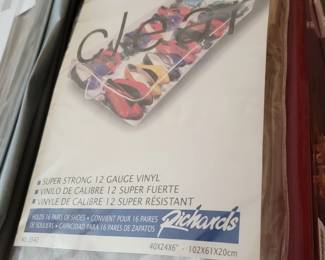 clear
SUPER STRONG 12 GAUGE VINYL
VINILO DE CALIBRE 12 SUPER FUERTE
VINYLE DE CALIBRE 12 SUPER RÉSISTANT
HOLDS 16 PAIRS OF SHOES • CONVIENT POUR 16 PAIRES
DE SOULIERS • CAPACIDAD PARA 16 PARES DE ZAPATOS
Richards
40X24X6" · 102X61X20cm